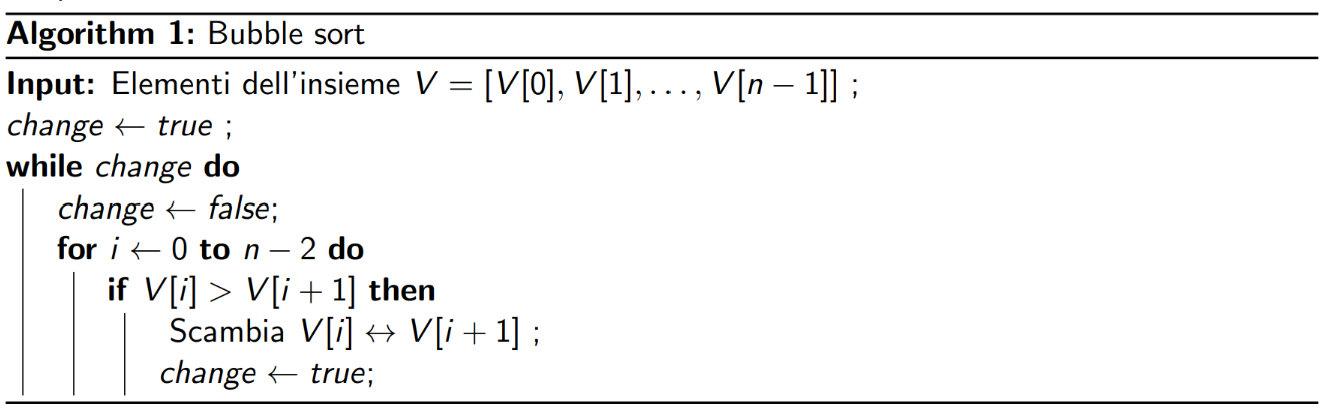 Algorithm 1: Bubble sort
Input: Elementi dell'insieme V = [V[0], V[1], . . . , V[n − 1]] ;
change ← true ;
while change do
change ← false;
for i ← 0 to n − 2 do
if V[i] > V[i + 1] then
Scambia V[i] ↔ V[i + 1] ;
change ← true;